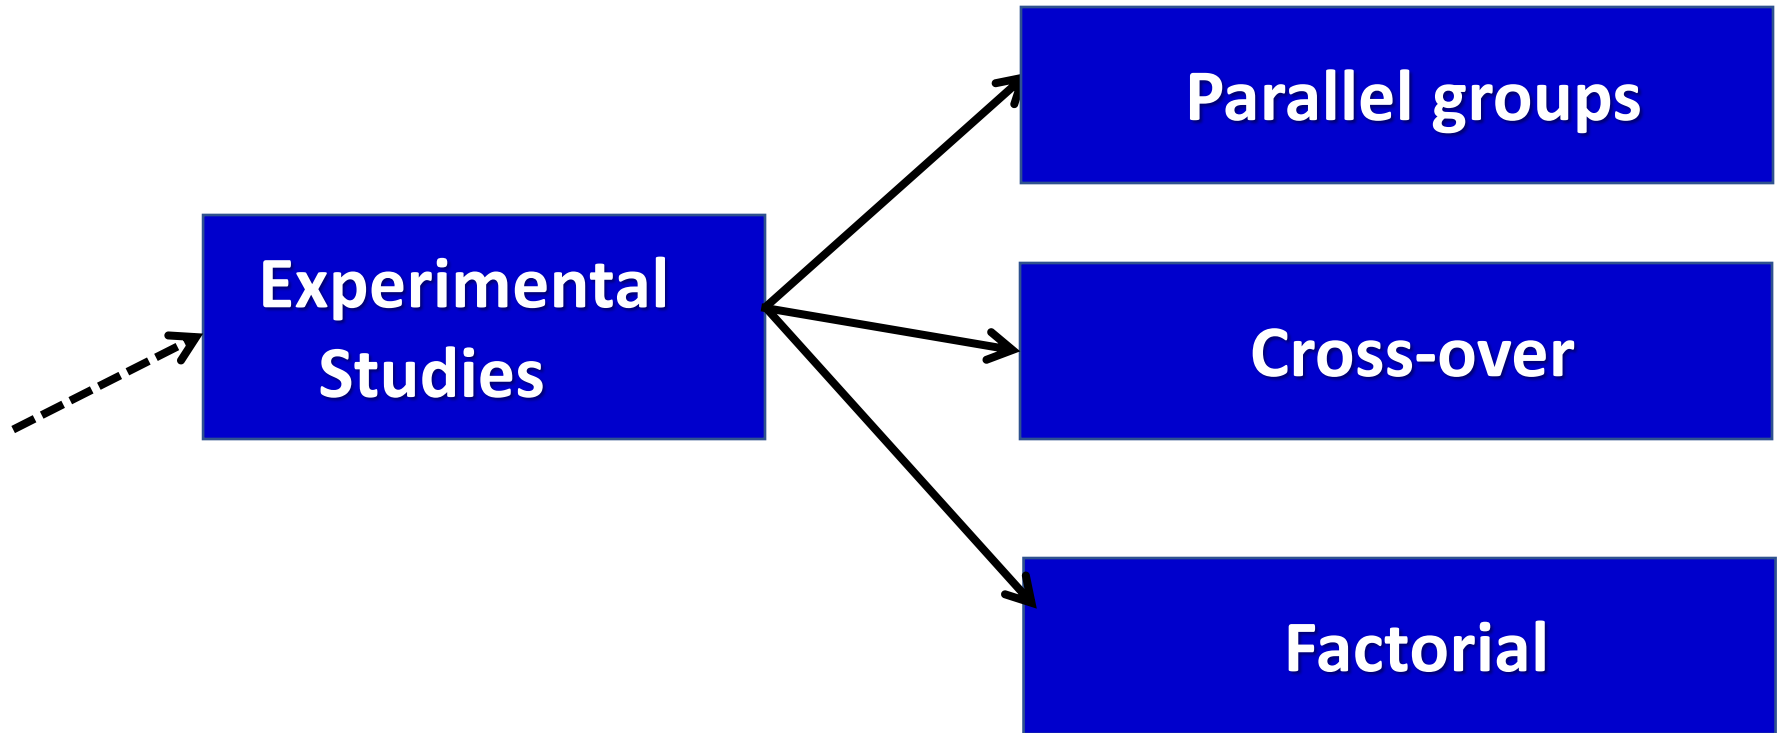 Parallel groups
Experimental
Studies
Cross-over
Factorial